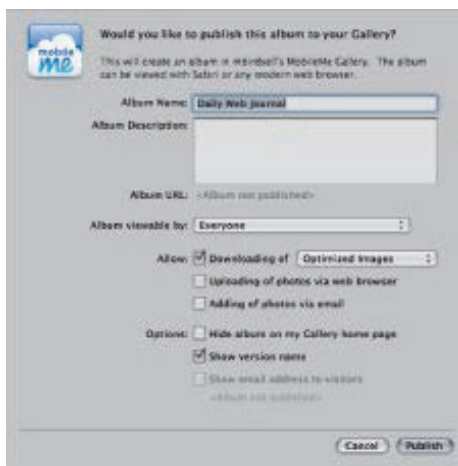 mobile
me
Would you like to publish this album to your Gallery?
This will create an album in mbirdsell's MobileMe Gallery. The album
can be viewed with Safari or any modern web browser.
Album Name: Daily Web Journal
Album Description:
Album URL: <Album not published>
Album viewable by: Everyone
Allow: Downloading of Optimized Images
Uploading of photos via web browser
Adding of photos via email
Options: Hide album on my Gallery home page
Show version name
Show email address to visitors
<Album not published>
Cancel Publish